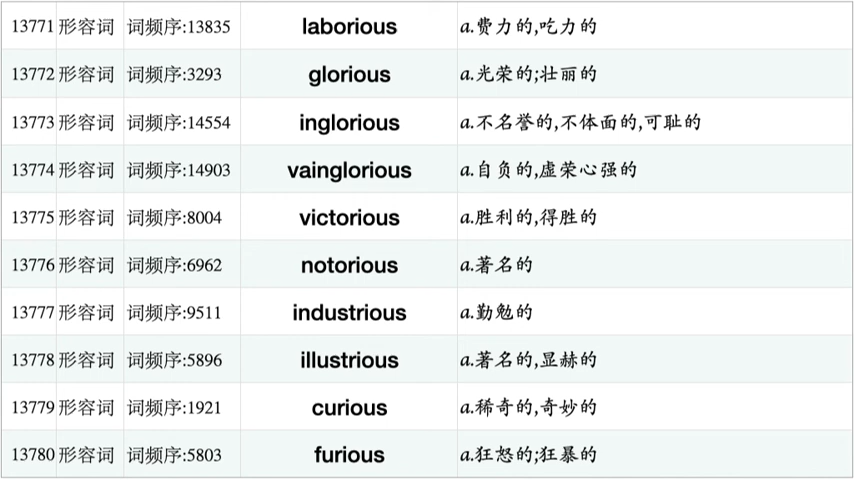 13771 形容词 词频序:13835 laborious a.费力的,吃力的
13772 形容词 词频序:3293 glorious a.光荣的;壮丽的
13773 形容词 词频序:14554 inglorious a.不名誉的,不体面的,可耻的
13774 形容词 词频序:14903 vainglorious a.自负的,虚荣心强的
13775 形容词 词频序:8004 victorious a.胜利的,得胜的
13776 形容词 词频序:6962 notorious a.著名的
13777 形容词 词频序:9511 industrious a.勤勉的
13778 形容词 词频序:5896 illustrious a.著名的,显赫的
13779 形容词 词频序:1921 curious a.稀奇的,奇妙的
13780 形容词 词频序:5803 furious a.狂怒的;狂暴的